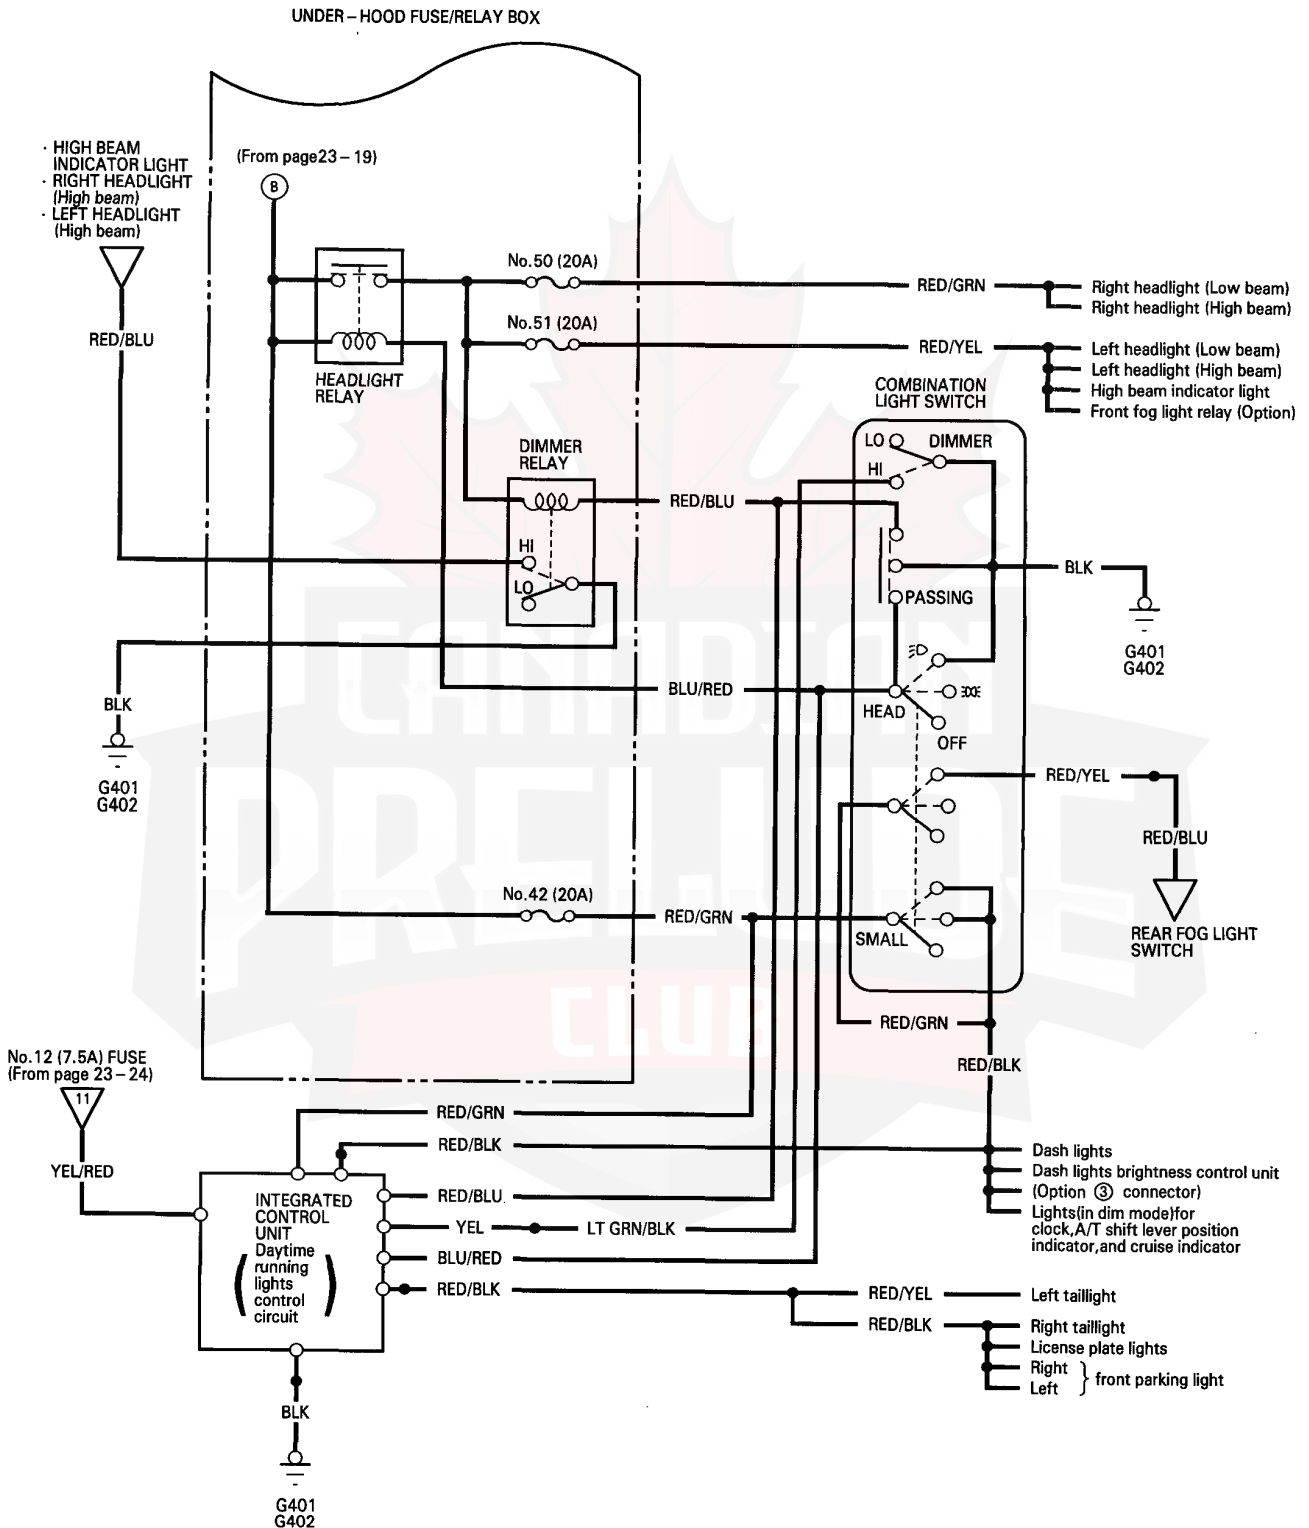 UNDER–HOOD FUSE/RELAY BOX
· HIGH BEAM
INDICATOR LIGHT
· RIGHT HEADLIGHT
(High beam)
· LEFT HEADLIGHT
(High beam)
(From page23–19)
B
No.50 (20A)
RED/GRN
Right headlight (Low beam)
Right headlight (High beam)
No.51 (20A)
RED/BLU
RED/YEL
Left headlight (Low beam)
Left headlight (High beam)
High beam indicator light
Front fog light relay (Option)
HEADLIGHT
RELAY
COMBINATION
LIGHT SWITCH
DIMMER
RELAY
LO
DIMMER
HI
RED/BLU
HI
LO
BLK
PASSING
G401
G402
CANADIAN
PRELUDE
CLUB
BLK
BLU/RED
HEAD
OFF
G401
G402
RED/YEL
RED/BLU
No.42 (20A)
RED/GRN
SMALL
REAR FOG LIGHT
SWITCH
RED/GRN
RED/BLK
No.12 (7.5A) FUSE
(From page 23–24)
11
RED/GRN
RED/BLK
YEL/RED
Dash lights
Dash lights brightness control unit
(Option ③ connector)
Lights(in dim mode)for
clock,A/T shift lever position
indicator,and cruise indicator
INTEGRATED
CONTROL
UNIT
Daytime
running
lights
control
circuit
RED/BLU
YEL
LT GRN/BLK
BLU/RED
RED/BLK
RED/YEL
Left taillight
RED/BLK
Right taillight
License plate lights
Right
Left
front parking light
BLK
G401
G402